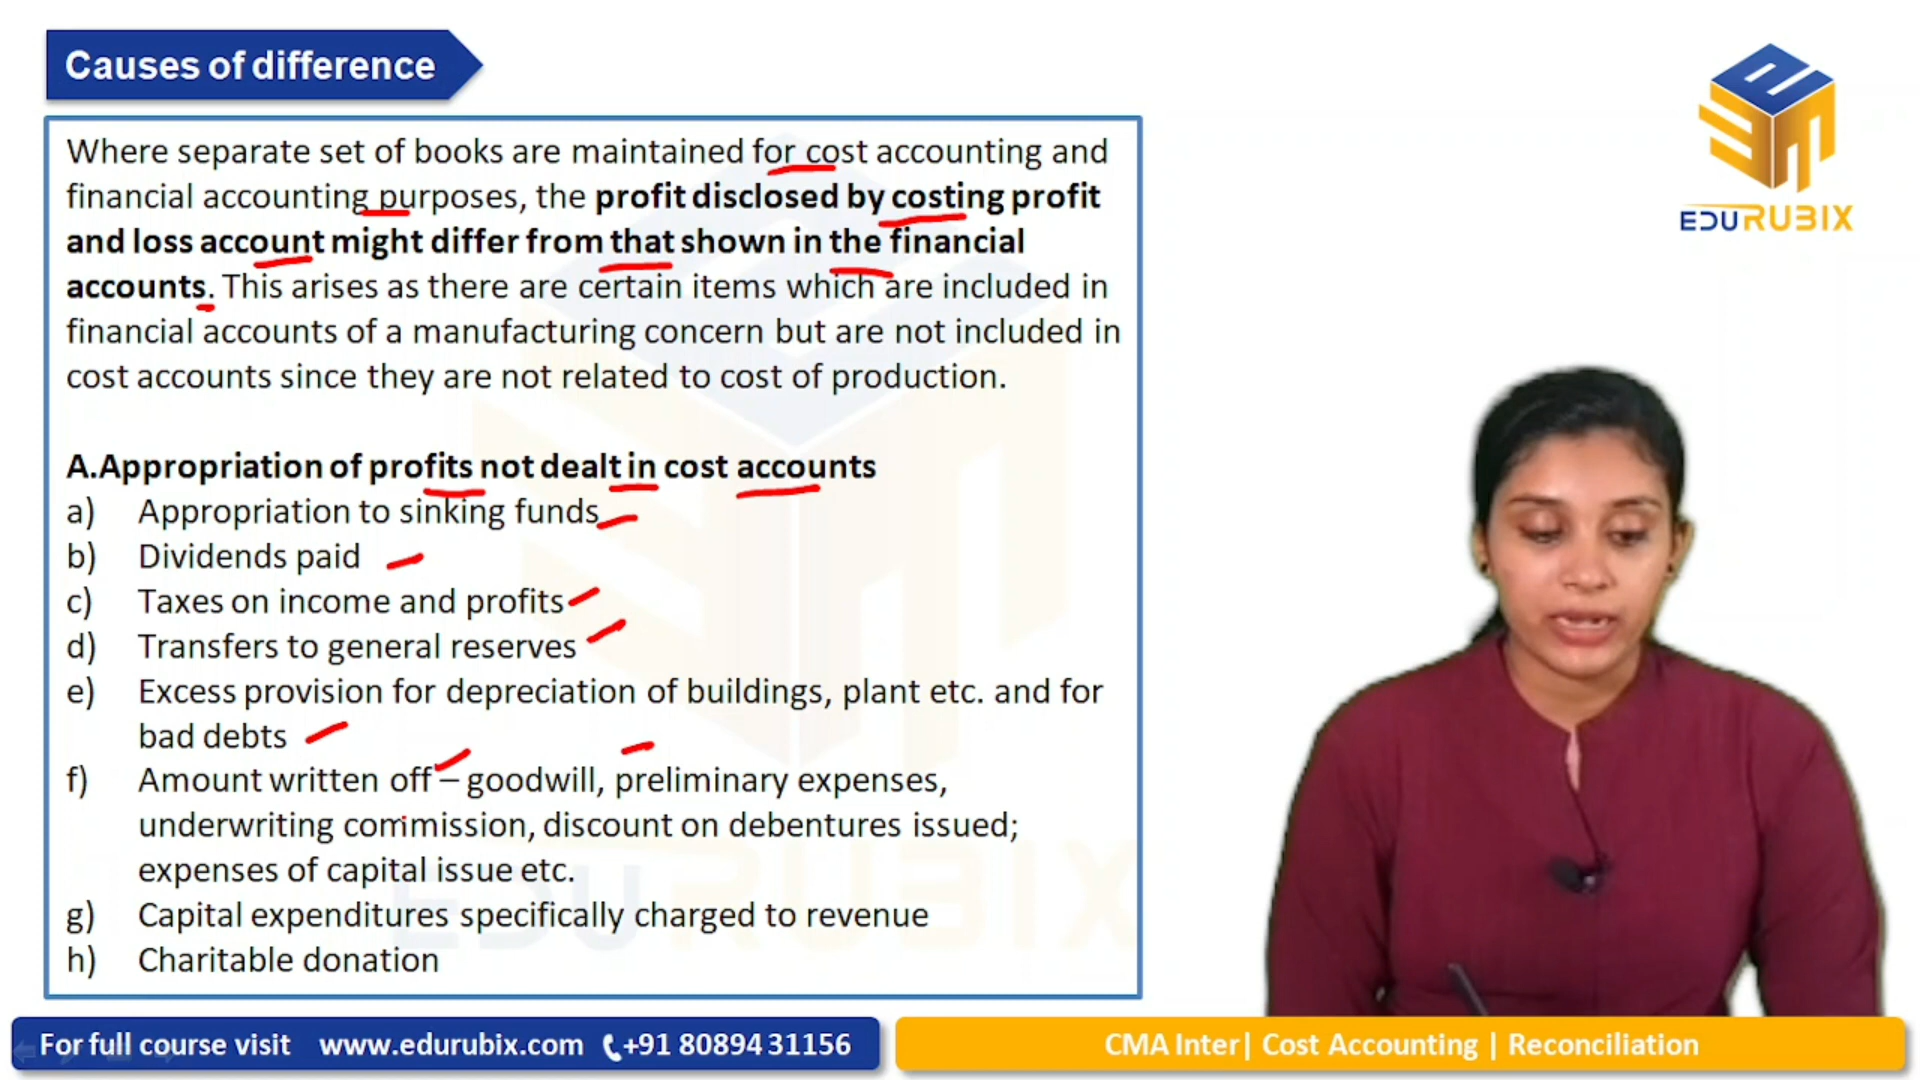 Causes of difference
EDURUBIX
Where separate set of books are maintained for cost accounting and
financial accounting purposes, the profit disclosed by costing profit
and loss account might differ from that shown in the financial
accounts. This arises as there are certain items which are included in
financial accounts of a manufacturing concern but are not included in
cost accounts since they are not related to cost of production.
A.Appropriation of profits not dealt in cost accounts
a) Appropriation to sinking funds
b) Dividends paid
c) Taxes on income and profits
d) Transfers to general reserves
e) Excess provision for depreciation of buildings, plant etc. and for
bad debts
f) Amount written off – goodwill, preliminary expenses,
underwriting commission, discount on debentures issued;
expenses of capital issue etc.
g) Capital expenditures specifically charged to revenue
h) Charitable donation
EDURUBIX
For full course visit www.edurubix.com +91 80894 31156
CMA Inter| Cost Accounting | Reconciliation